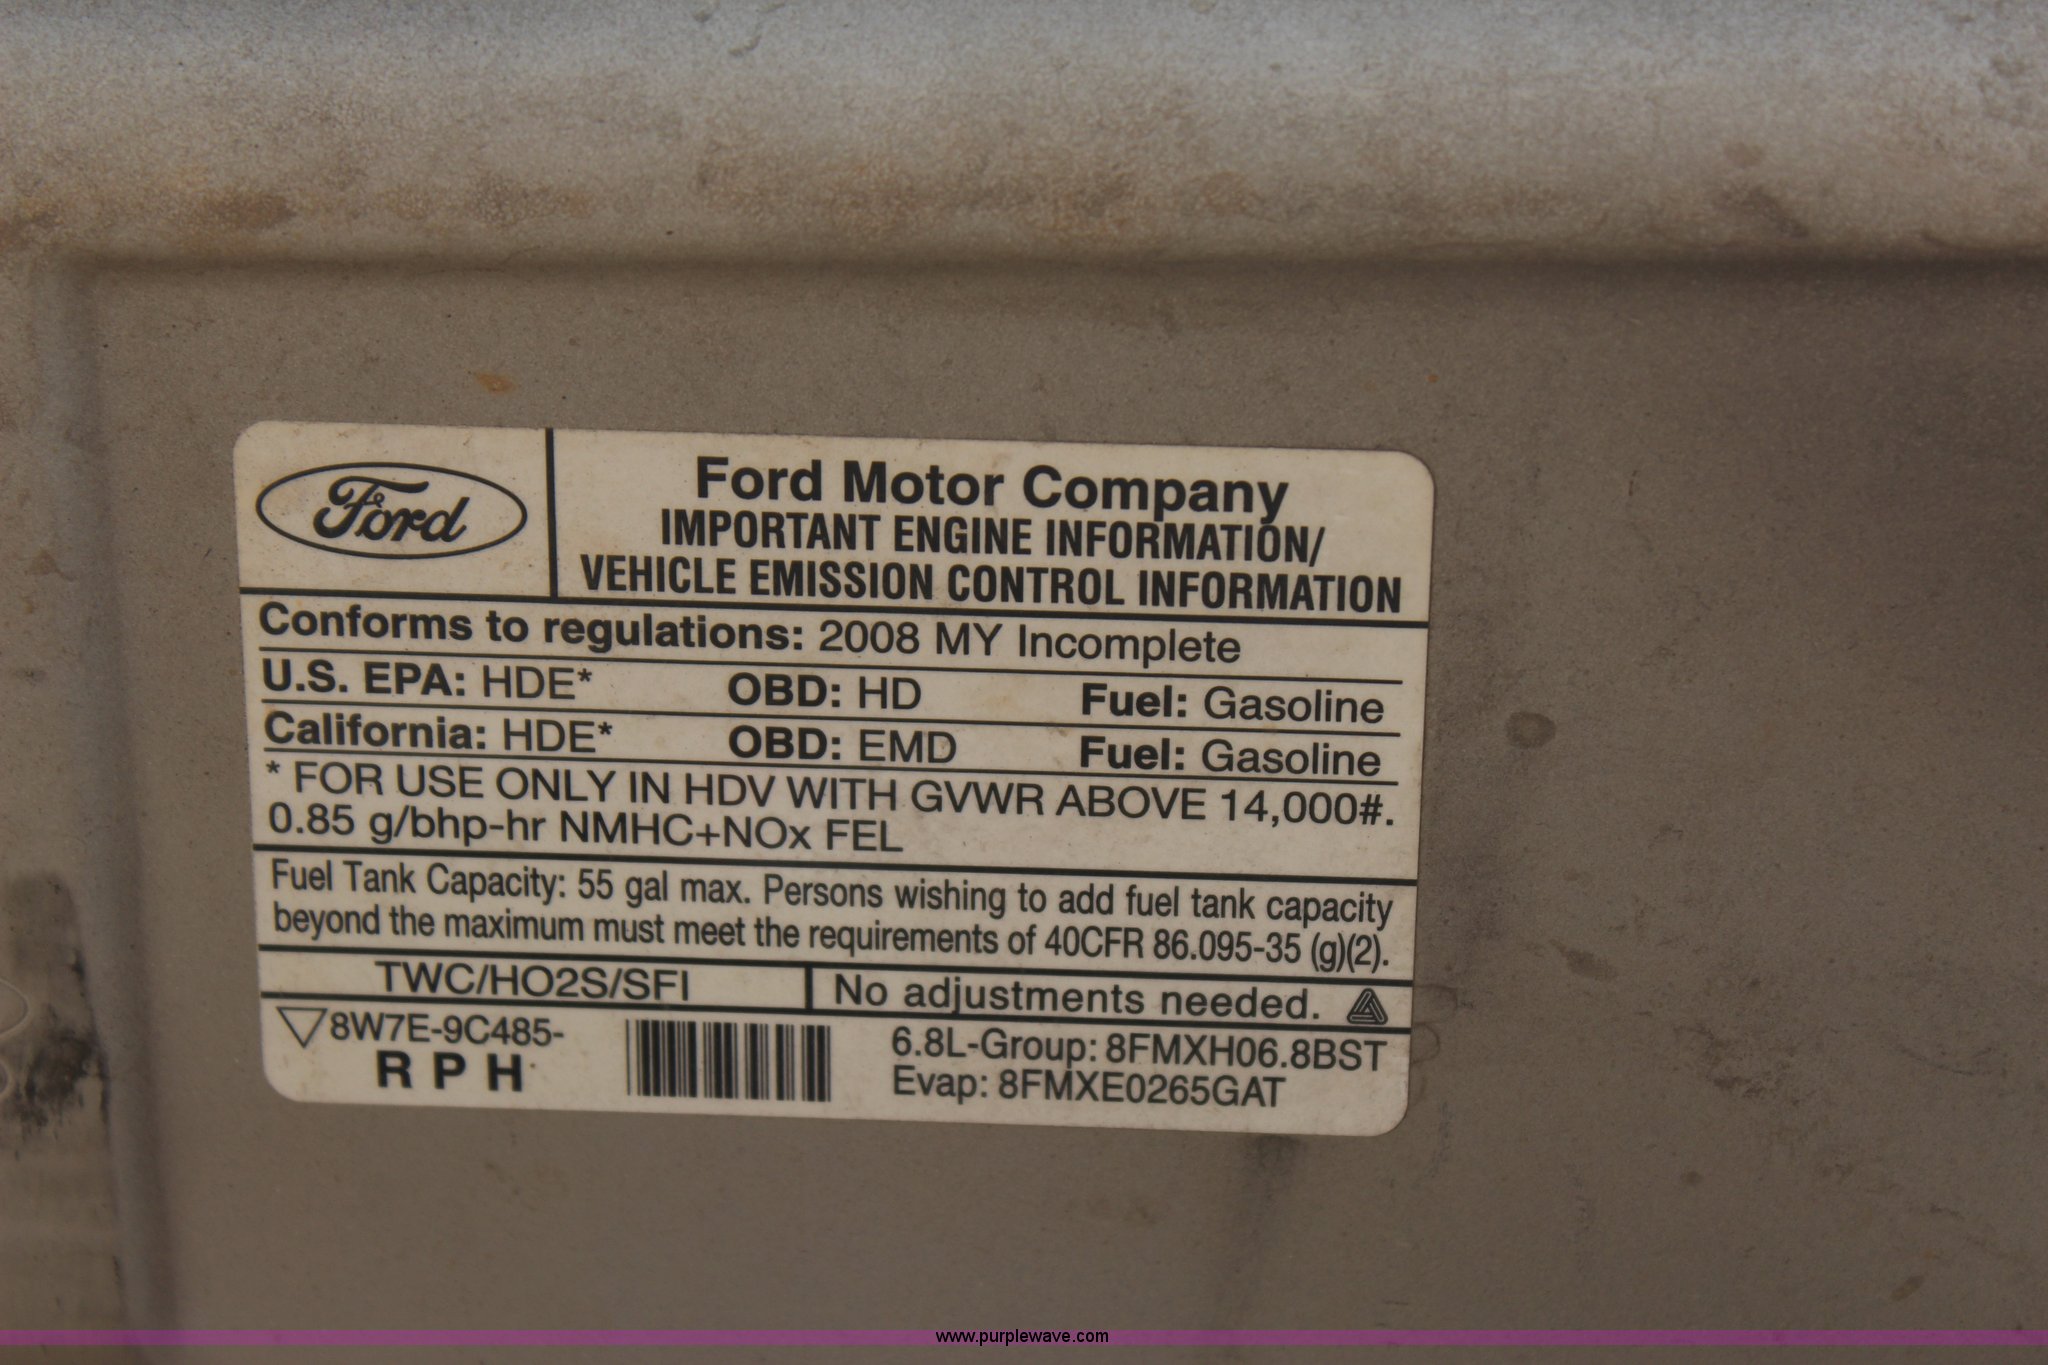 Ford
Ford Motor Company
IMPORTANT ENGINE INFORMATION/
VEHICLE EMISSION CONTROL INFORMATION
Conforms to regulations: 2008 MY Incomplete
U.S. EPA: HDE* OBD: HD Fuel: Gasoline
California: HDE* OBD: EMD Fuel: Gasoline
* FOR USE ONLY IN HDV WITH GVWR ABOVE 14,000#.
0.85 g/bhp-hr NMHC+NOx FEL
Fuel Tank Capacity: 55 gal max. Persons wishing to add fuel tank capacity
beyond the maximum must meet the requirements of 40CFR 86.095-35 (g)(2).
TWC/HO2S/SFI No adjustments needed.
8W7E-9C485-
R P H
6.8L-Group: 8FMXH06.8BST
Evap: 8FMXE0265GAT
www.purplewave.com